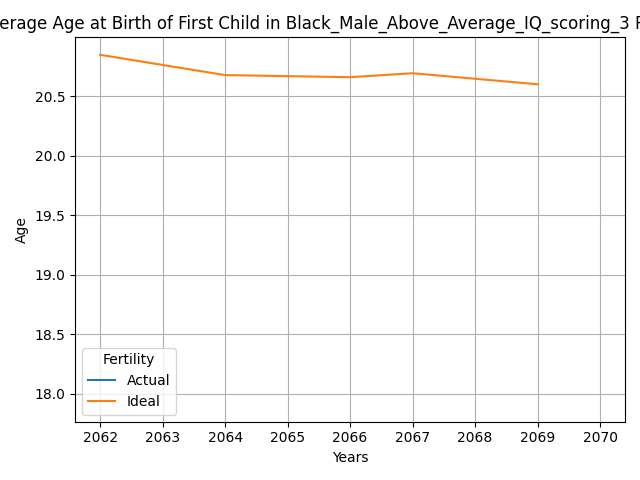 Age at Birth of First Child in Black_Male_Above_Average_IQ_scoring_3
20.5
20.0
19.5
19.0
18.5
18.0
Age
Fertility
Actual
Ideal
2062 2063 2064 2065 2066 2067 2068 2069 2070
Years